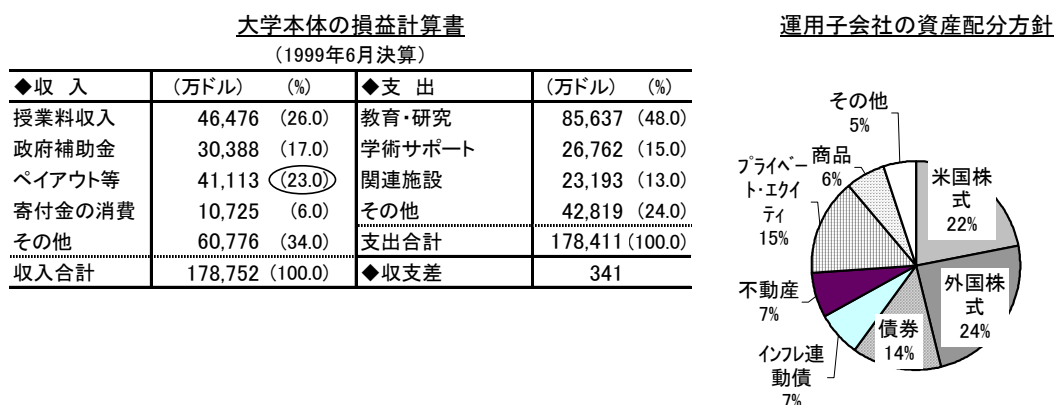 大学本体の損益計算書
(1999年6月決算)
◆収 入 (万ドル) (%) ◆支 出 (万ドル) (%)
授業料収入 46,476 (26.0) 教育・研究 85,637 (48.0)
政府補助金 30,388 (17.0) 学術サポート 26,762 (15.0)
ペイアウト等 41,113 (23.0) 関連施設 23,193 (13.0)
寄付金の消費 10,725 (6.0) その他 42,819 (24.0)
その他 60,776 (34.0) 支出合計 178,411 (100.0)
収入合計 178,752 (100.0) ◆収支差 341
運用子会社の資産配分方針
米国株
式
22%
外国株
式
24%
債券
14%
インフレ連
動債
7%
不動産
7%
プライベー
ト・エクイ
ティ
15%
商品
6%
その他
5%